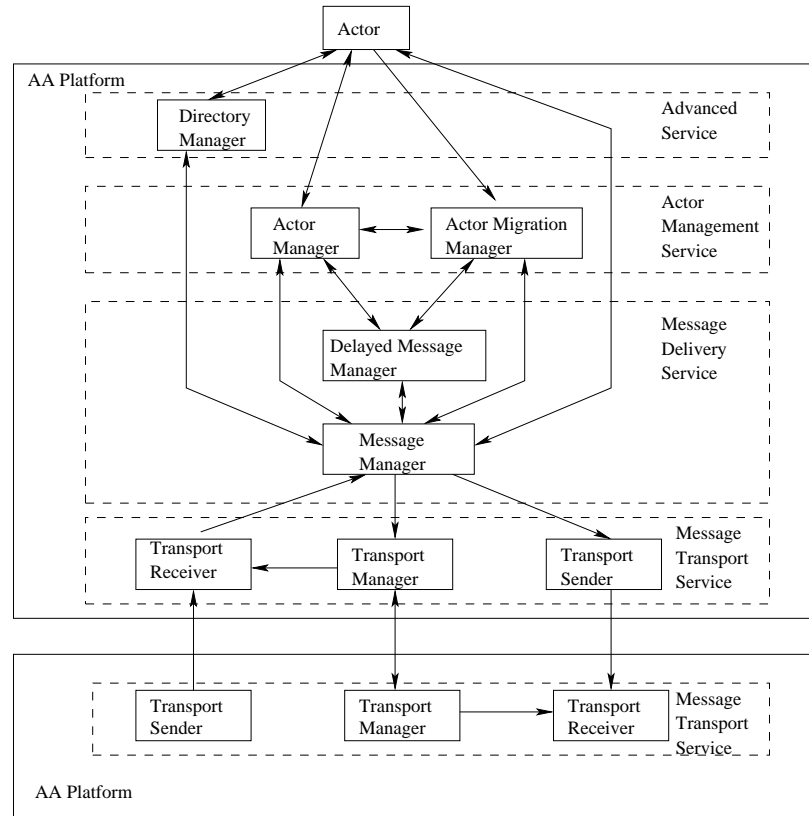 Actor
AA Platform
Directory
Manager
Advanced
Service
Actor
Manager
Actor Migration
Manager
Actor
Management
Service
Delayed Message
Manager
Message
Delivery
Service
Message
Manager
Transport
Receiver
Transport
Manager
Transport
Sender
Message
Transport
Service
Transport
Sender
Transport
Manager
Transport
Receiver
Message
Transport
Service
AA Platform